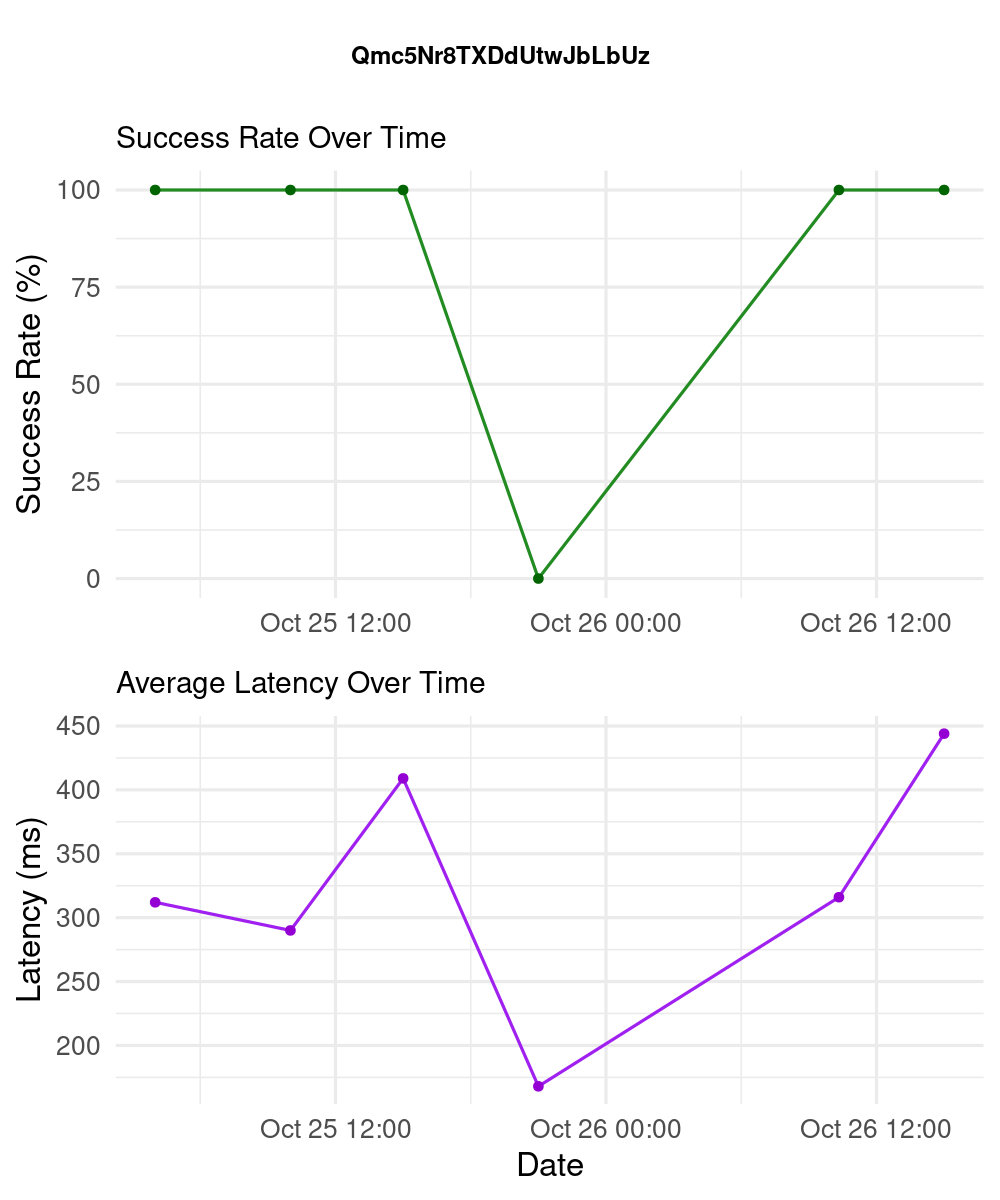 Qmc5Nr8TXDdUtwJbLbUz
Success Rate Over Time
Success Rate (%)
100
75
50
25
0
Oct 25 12:00 Oct 26 00:00 Oct 26 12:00
Average Latency Over Time
Latency (ms)
450
400
350
300
250
200
Oct 25 12:00 Oct 26 00:00 Oct 26 12:00
Date